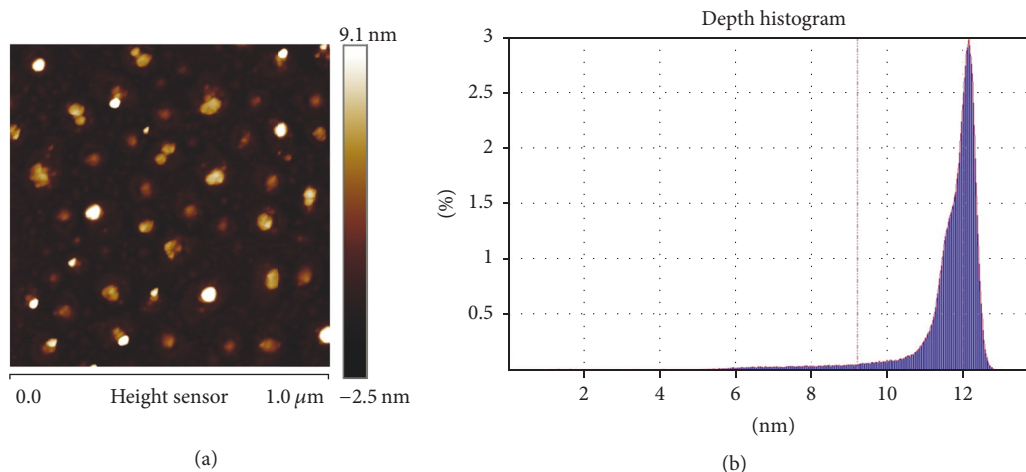 9.1 nm
0.0 Height sensor 1.0 μm
−2.5 nm
(a)
Depth histogram
3
2.5
2
1.5
1
0.5
(%)
2 4 6 8 10 12
(nm)
(b)